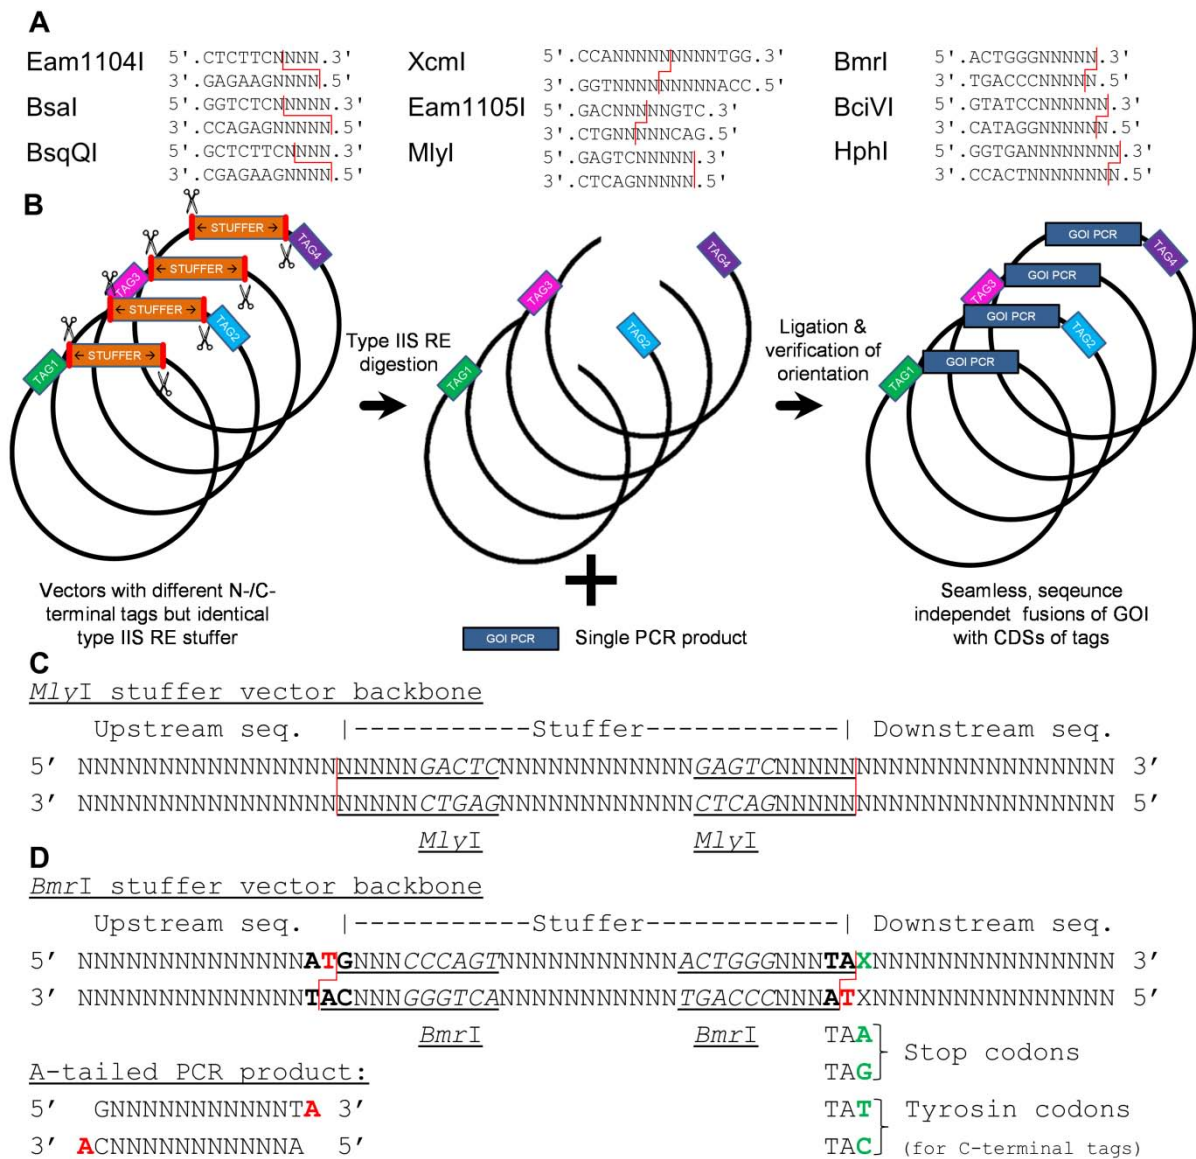 A
Eam1104I
5'.CTCTTCNNNN.3'
3'.GAGAAGNNNN.5'
BsaI
5'.GGTCTCNNNNN.3'
3'.CCAGAGNNNNN.5'
BsqQI
5'.GCTCTTCNNNN.3'
3'.CGAGAAGNNNN.5'
XcmI
5'.CCANNNNNNNNNTGG.3'
3'.GGTNNNNNNNNNACC.5'
Eam1105I
5'.GACNNNNNGTC.3'
3'.CTGNNNNNCAG.5'
MlyI
5'.GAGTCNNNNN.3'
3'.CTCAGNNNNN.5'
BmrI
5'.ACTGGGNNNNN.3'
3'.TGACCCNNNNN.5'
BciVI
5'.GTATCCNNNNNN.3'
3'.CATAGGNNNNNN.5'
HphI
5'.GGTGANNNNNNNN.3'
3'.CCACTNNNNNNNN.5'
B
← STUFFER →
TAG4
← STUFFER →
TAG3
← STUFFER →
TAG2
← STUFFER →
TAG1
Type IIS RE
digestion
TAG4
TAG3
TAG2
TAG1
Ligation &
verification of
orientation
GOI PCR
TAG4
GOI PCR
TAG3
GOI PCR
TAG2
GOI PCR
TAG1
Vectors with different N-/C-
terminal tags but identical
type IIS RE stuffer
+
GOI PCR Single PCR product
Seamless, seqeunce
independet fusions of GOI
with CDSs of tags
C
MlyI stuffer vector backbone
Upstream seq. |-----------Stuffer------------| Downstream seq.
5' NNNNNNNNNNNNNNNNNNNNNGACTCNNNNNNNNNNNNGAGTCNNNNNNNNNNNNNNNNNNNNN 3'
3' NNNNNNNNNNNNNNNNNNNNNCTGAGNNNNNNNNNNNNCTCAGNNNNNNNNNNNNNNNNNNNNN 5'
MlyI MlyI
D
BmrI stuffer vector backbone
Upstream seq. |-----------Stuffer------------| Downstream seq.
5' NNNNNNNNNNNNNNATGNNNCCCAGTNNNNNNNNNNNACTGGGNNNTAXNNNNNNNNNNNNNNN 3'
3' NNNNNNNNNNNNNNTACNNNGGGTCANNNNNNNNNNNTGACCCNNNATXNNNNNNNNNNNNNNN 5'
BmrI BmrI
TAA
TAG
Stop codons
TAT
TAC
Tyrosin codons
(for C-terminal tags)
A-tailed PCR product:
5' GNNNNNNNNNNNTA 3'
3' ACNNNNNNNNNNNA 5'